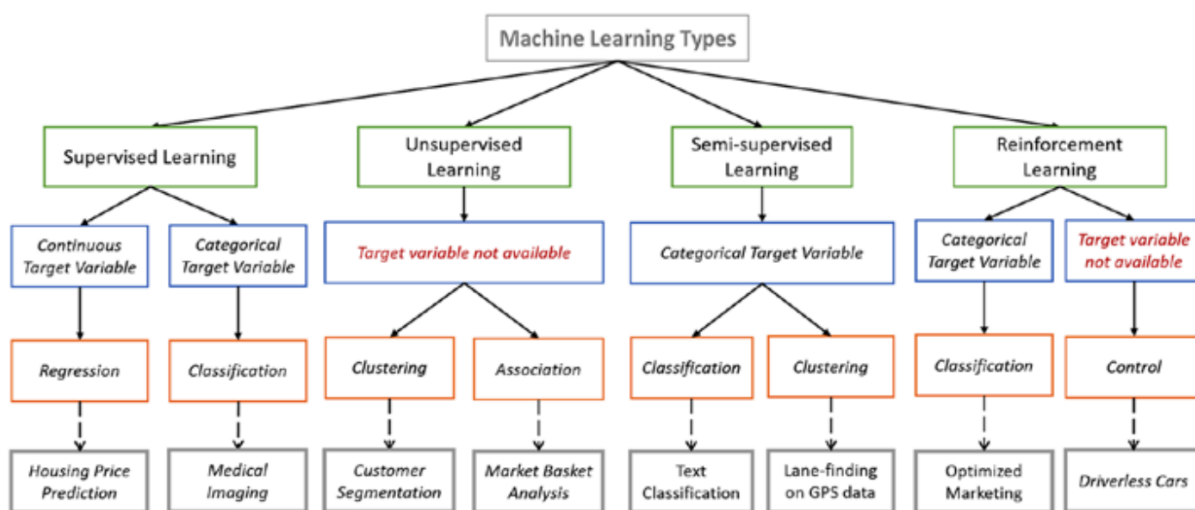 Machine Learning Types
Supervised Learning
Unsupervised
Learning
Semi-supervised
Learning
Reinforcement
Learning
Continuous
Target Variable
Categorical
Target Variable
Target variable not available
Categorical Target Variable
Categorical
Target Variable
Target variable
not available
Regression
Classification
Clustering
Association
Classification
Clustering
Classification
Control
Housing Price
Prediction
Medical
Imaging
Customer
Segmentation
Market Basket
Analysis
Text
Classification
Lane-finding
on GPS data
Optimized
Marketing
Driverless Cars